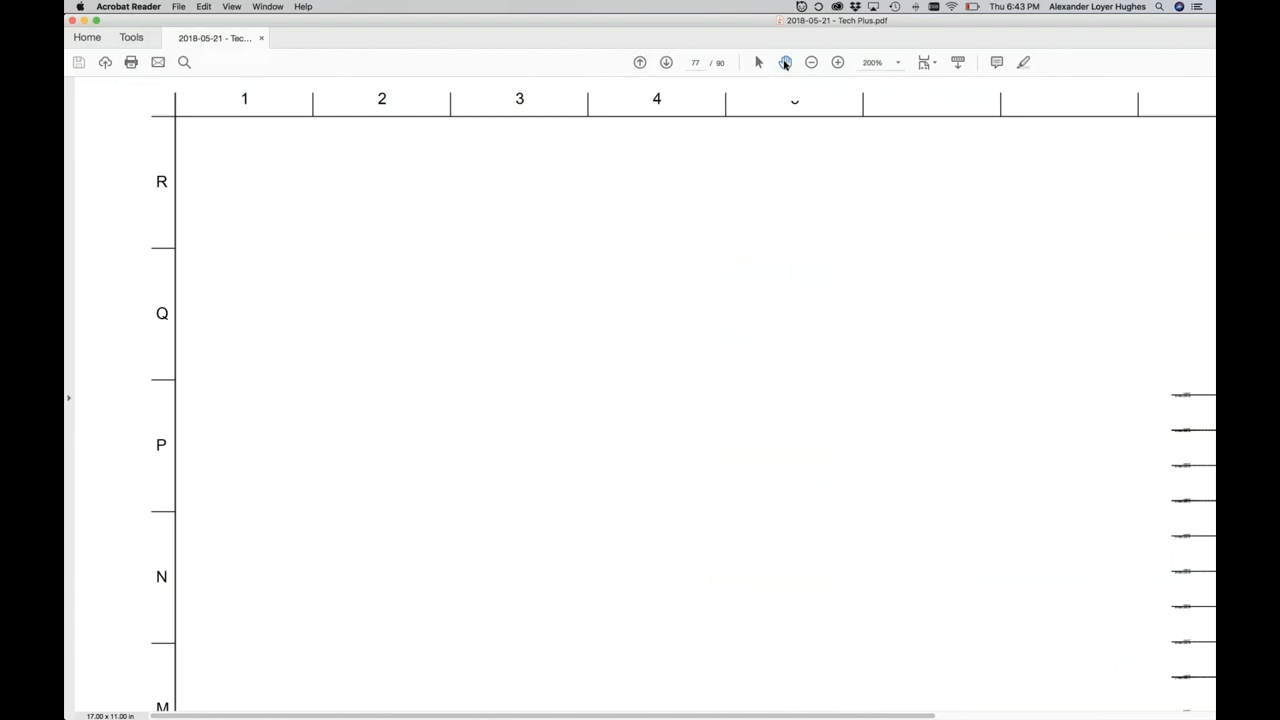 Acrobat Reader File Edit View Window Help Thu 6:43 PM Alexander Loyer Hughes
2018-05-21 - Tech Plus.pdf
Home Tools 2018-05-21 - Tec... ×
77 / 90 200%
1 2 3 4
R
Q
P
N
M
17.00 x 11.00 in